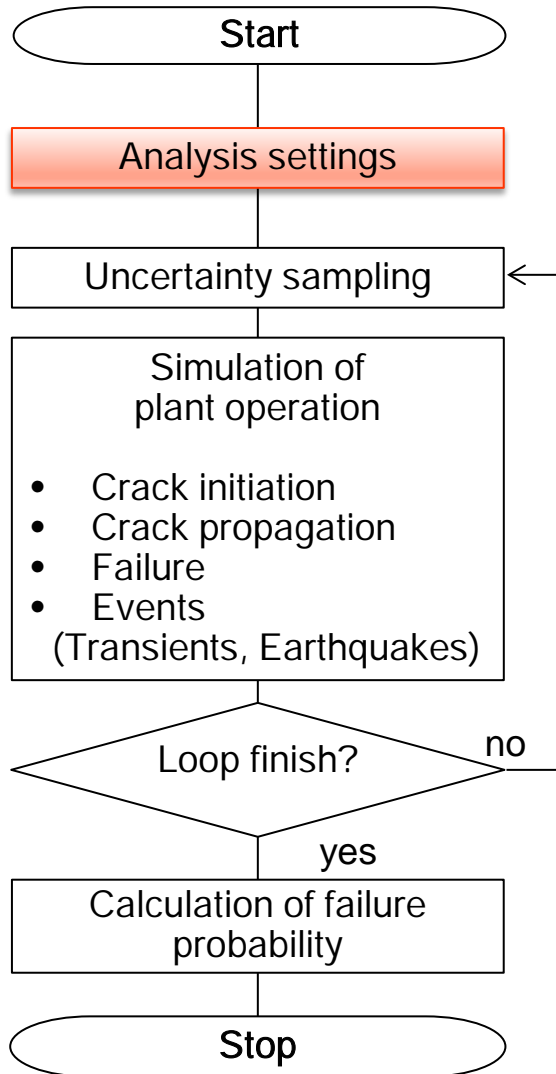 Start
Analysis settings
Uncertainty sampling
Simulation of
plant operation
• Crack initiation
• Crack propagation
• Failure
• Events
(Transients, Earthquakes)
Loop finish?
no
yes
Calculation of failure
probability
Stop